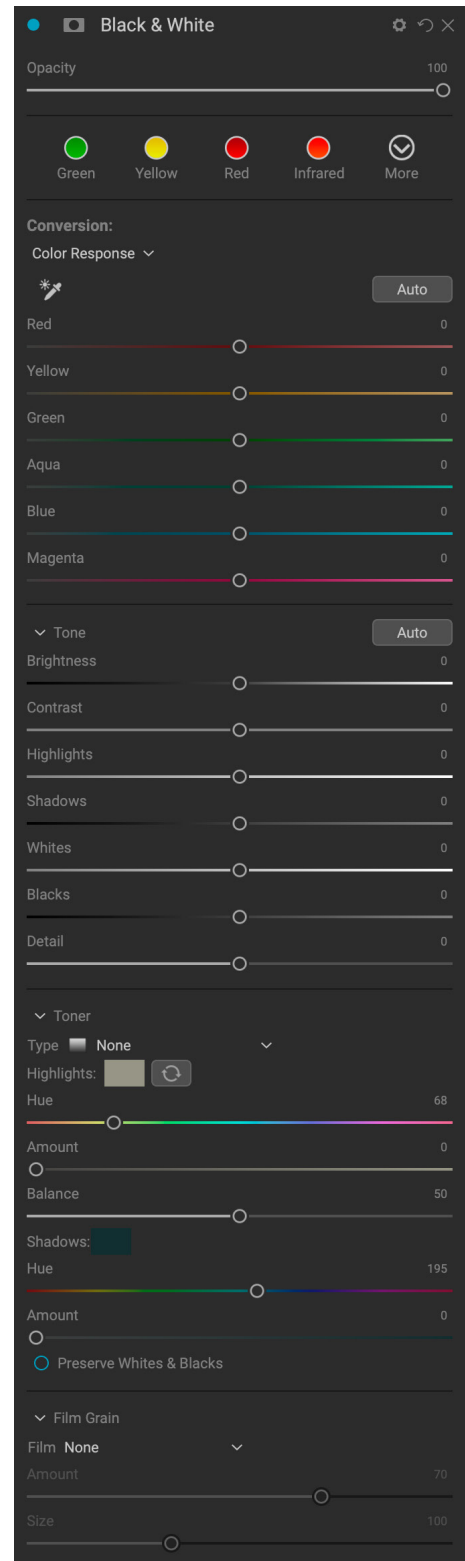 Black & White
Opacity 100
Green Yellow Red Infrared More
Conversion:
Color Response
Auto
Red 0
Yellow 0
Green 0
Aqua 0
Blue 0
Magenta 0
Tone Auto
Brightness 0
Contrast 0
Highlights 0
Shadows 0
Whites 0
Blacks 0
Detail 0
Toner
Type None
Highlights:
Hue 68
Amount 0
Balance 50
Shadows:
Hue 195
Amount 0
Preserve Whites & Blacks
Film Grain
Film None
Amount 70
Size 100